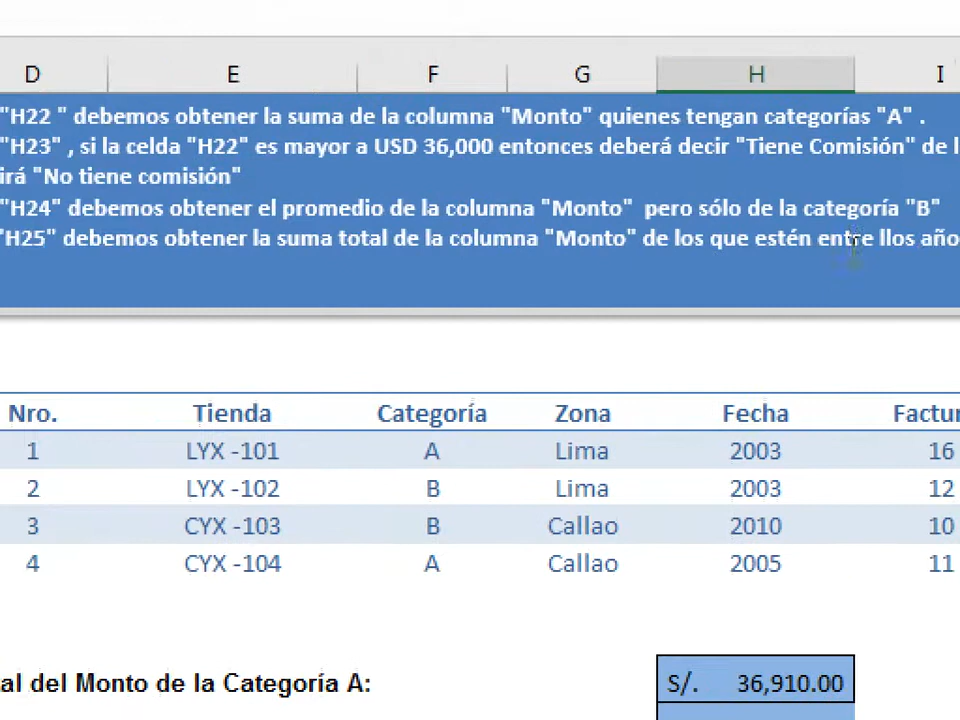 D E F G H I
"H22 " debemos obtener la suma de la columna "Monto" quienes tengan categorías "A" .
"H23" , si la celda "H22" es mayor a USD 36,000 entonces deberá decir "Tiene Comisión" de l
irá "No tiene comisión"
"H24" debemos obtener el promedio de la columna "Monto" pero sólo de la categoría "B"
"H25" debemos obtener la suma total de la columna "Monto" de los que estén entre llos año
Nro. Tienda Categoría Zona Fecha Factur
1 LYX -101 A Lima 2003 16
2 LYX -102 B Lima 2003 12
3 CYX -103 B Callao 2010 10
4 CYX -104 A Callao 2005 11
al del Monto de la Categoría A: S/. 36,910.00